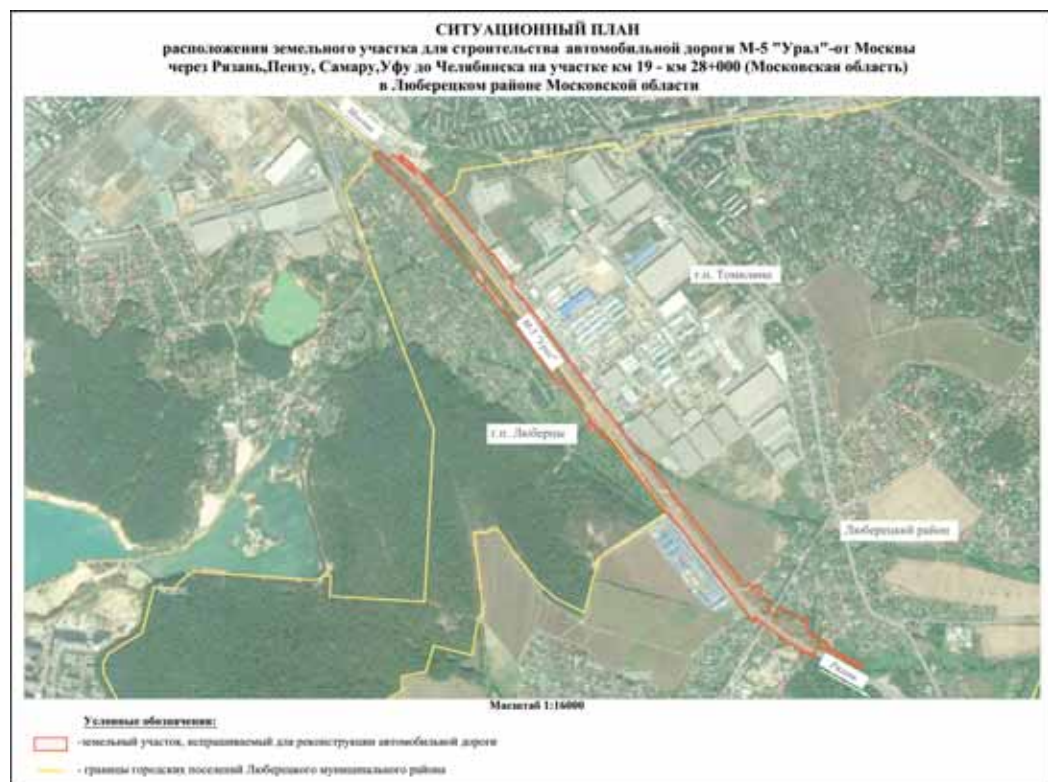 СИТУАЦИОННЫЙ ПЛАН
расположения земельного участка для строительства автомобильной дороги М-5 "Урал"-от Москвы
через Рязань,Пензу, Самару,Уфу до Челябинска на участке км 19 - км 28+000 (Московская область)
в Люберецком районе Московской области
Москва
г.п. Томилино
М-5 "Урал"
г.п. Люберцы
Люберецкий район
Рязань
Масштаб 1:16000
Условные обозначения:
-земельный участок, испрашиваемый для реконструкции автомобильной дороги
- границы городских поселений Люберецкого муниципального района